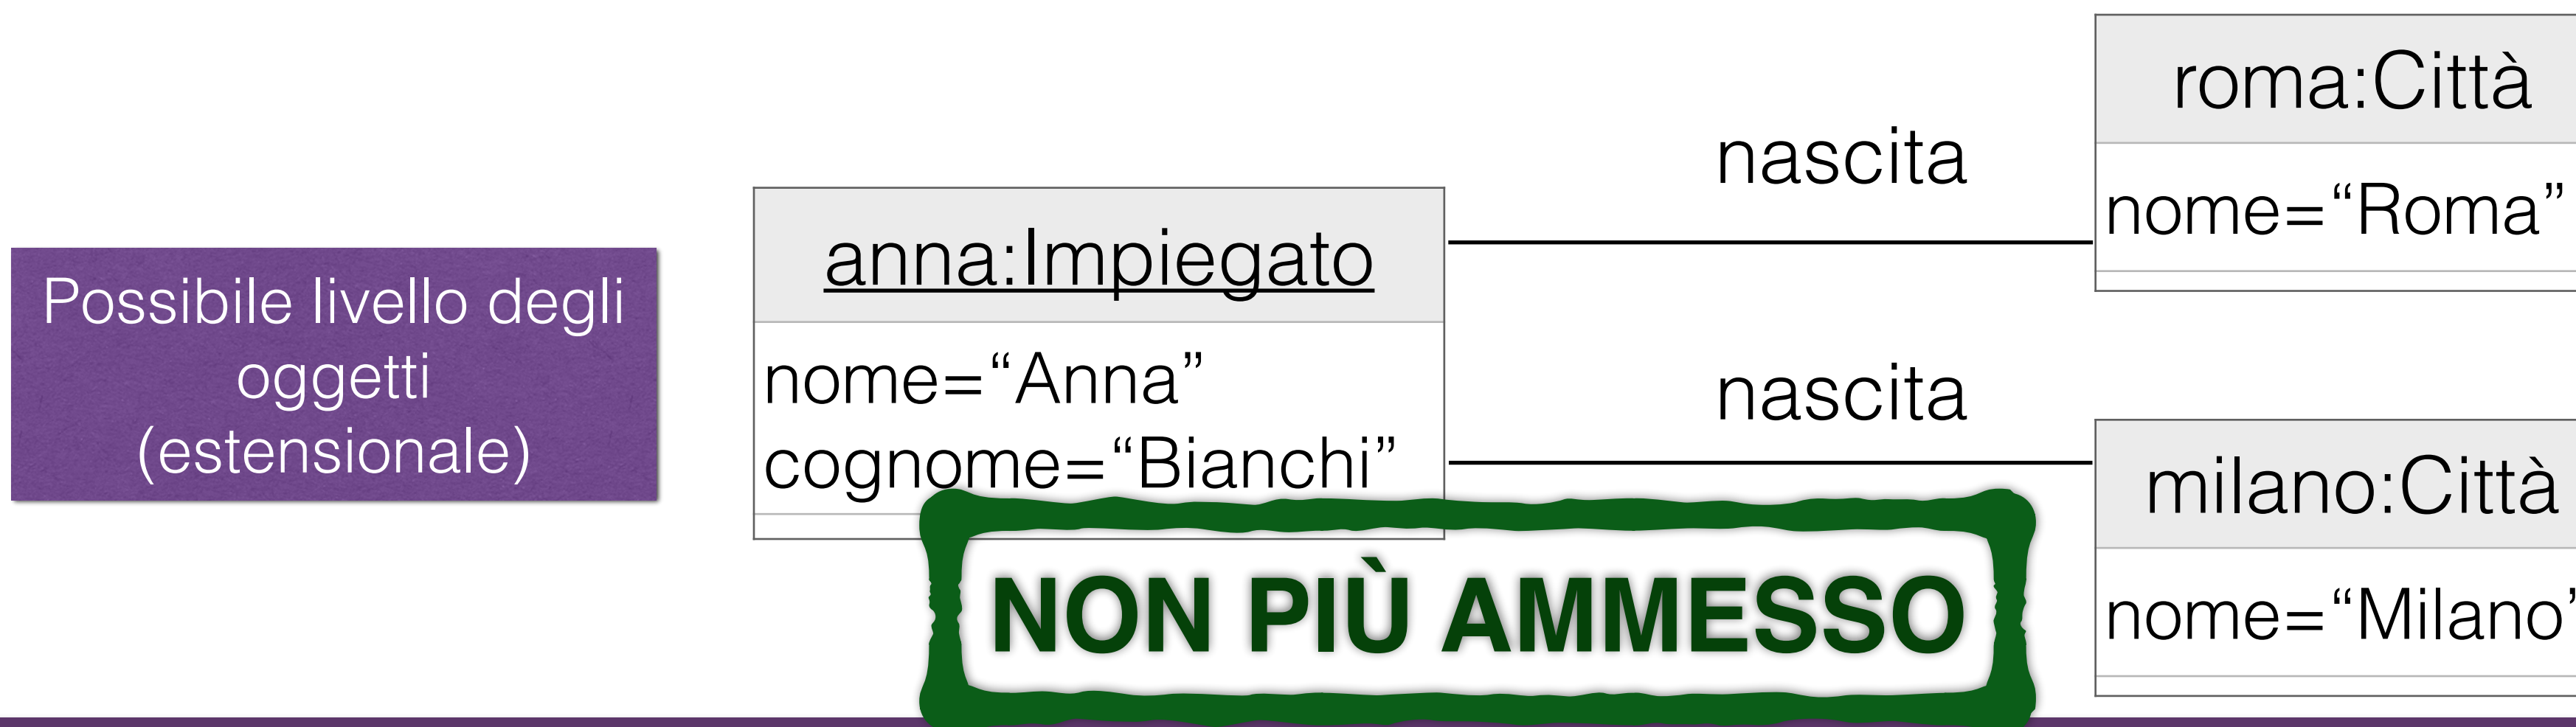 Possibile livello degli
oggetti
(estensionale)
anna:Impiegato
nome=“Anna”
cognome=“Bianchi”
nascita
nascita
roma:Città
nome=“Roma”
milano:Città
nome=“Milano”
NON PIÙ AMMESSO